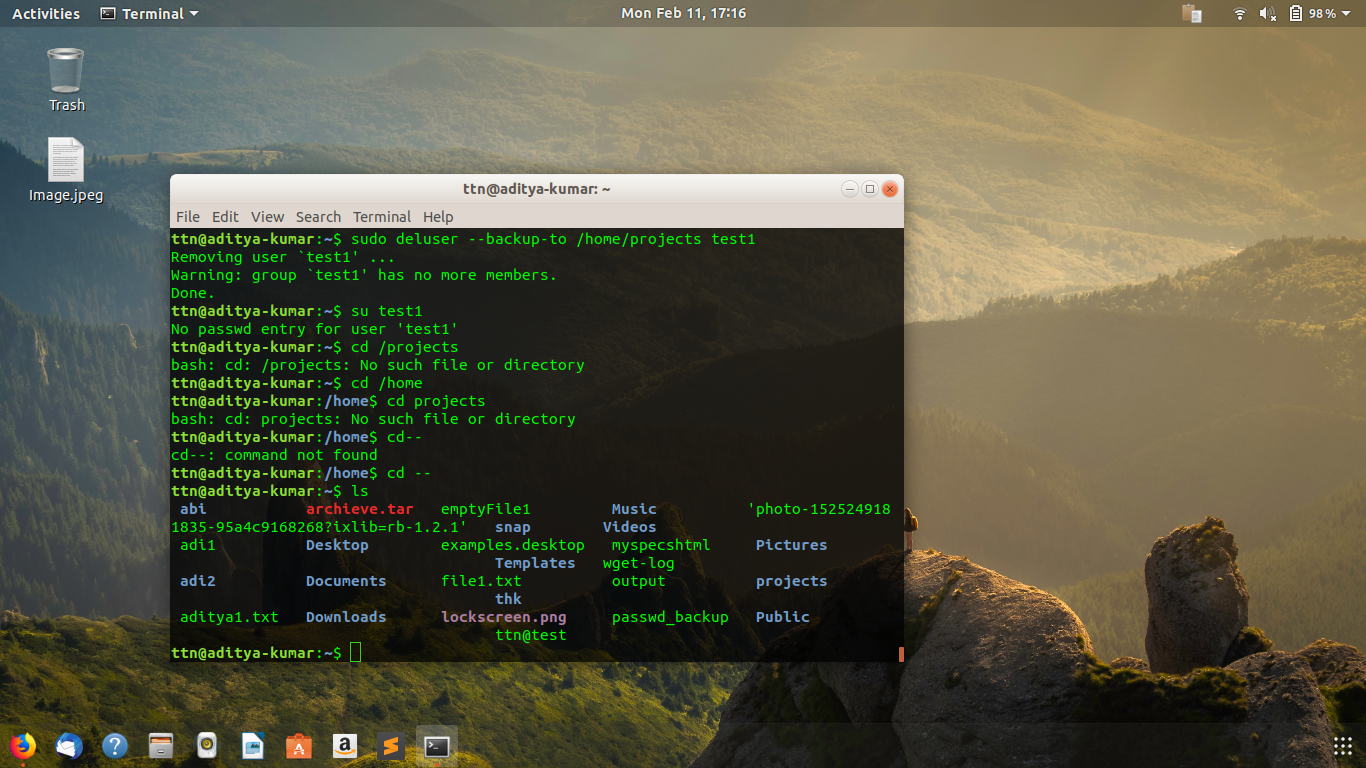 Activities Terminal Mon Feb 11, 17:16 98%
Trash
Image.jpeg
ttn@aditya-kumar: ~
File Edit View Search Terminal Help
ttn@aditya-kumar:~$ sudo deluser --backup-to /home/projects test1
Removing user `test1' ...
Warning: group `test1' has no more members.
Done.
ttn@aditya-kumar:~$ su test1
No passwd entry for user 'test1'
ttn@aditya-kumar:~$ cd /projects
bash: cd: /projects: No such file or directory
ttn@aditya-kumar:~$ cd /home
ttn@aditya-kumar:/home$ cd projects
bash: cd: projects: No such file or directory
ttn@aditya-kumar:/home$ cd--
cd--: command not found
ttn@aditya-kumar:/home$ cd --
ttn@aditya-kumar:~$ ls
abi archieve.tar emptyFile1 Music 'photo-152524918
1835-95a4c9168268?ixlib=rb-1.2.1' snap Videos
adi1 Desktop examples.desktop myspecshtml Pictures
Templates wget-log
adi2 Documents file1.txt output projects
thk
aditya1.txt Downloads lockscreen.png passwd_backup Public
ttn@test
ttn@aditya-kumar:~$